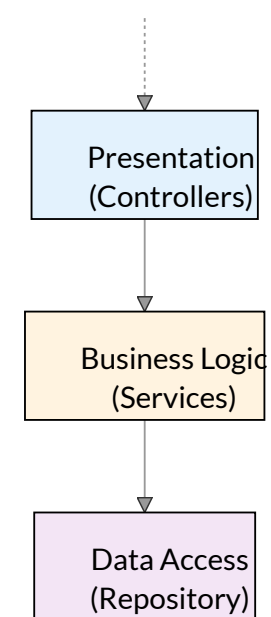 Presentation
(Controllers)
Business Logic
(Services)
Data Access
(Repository)